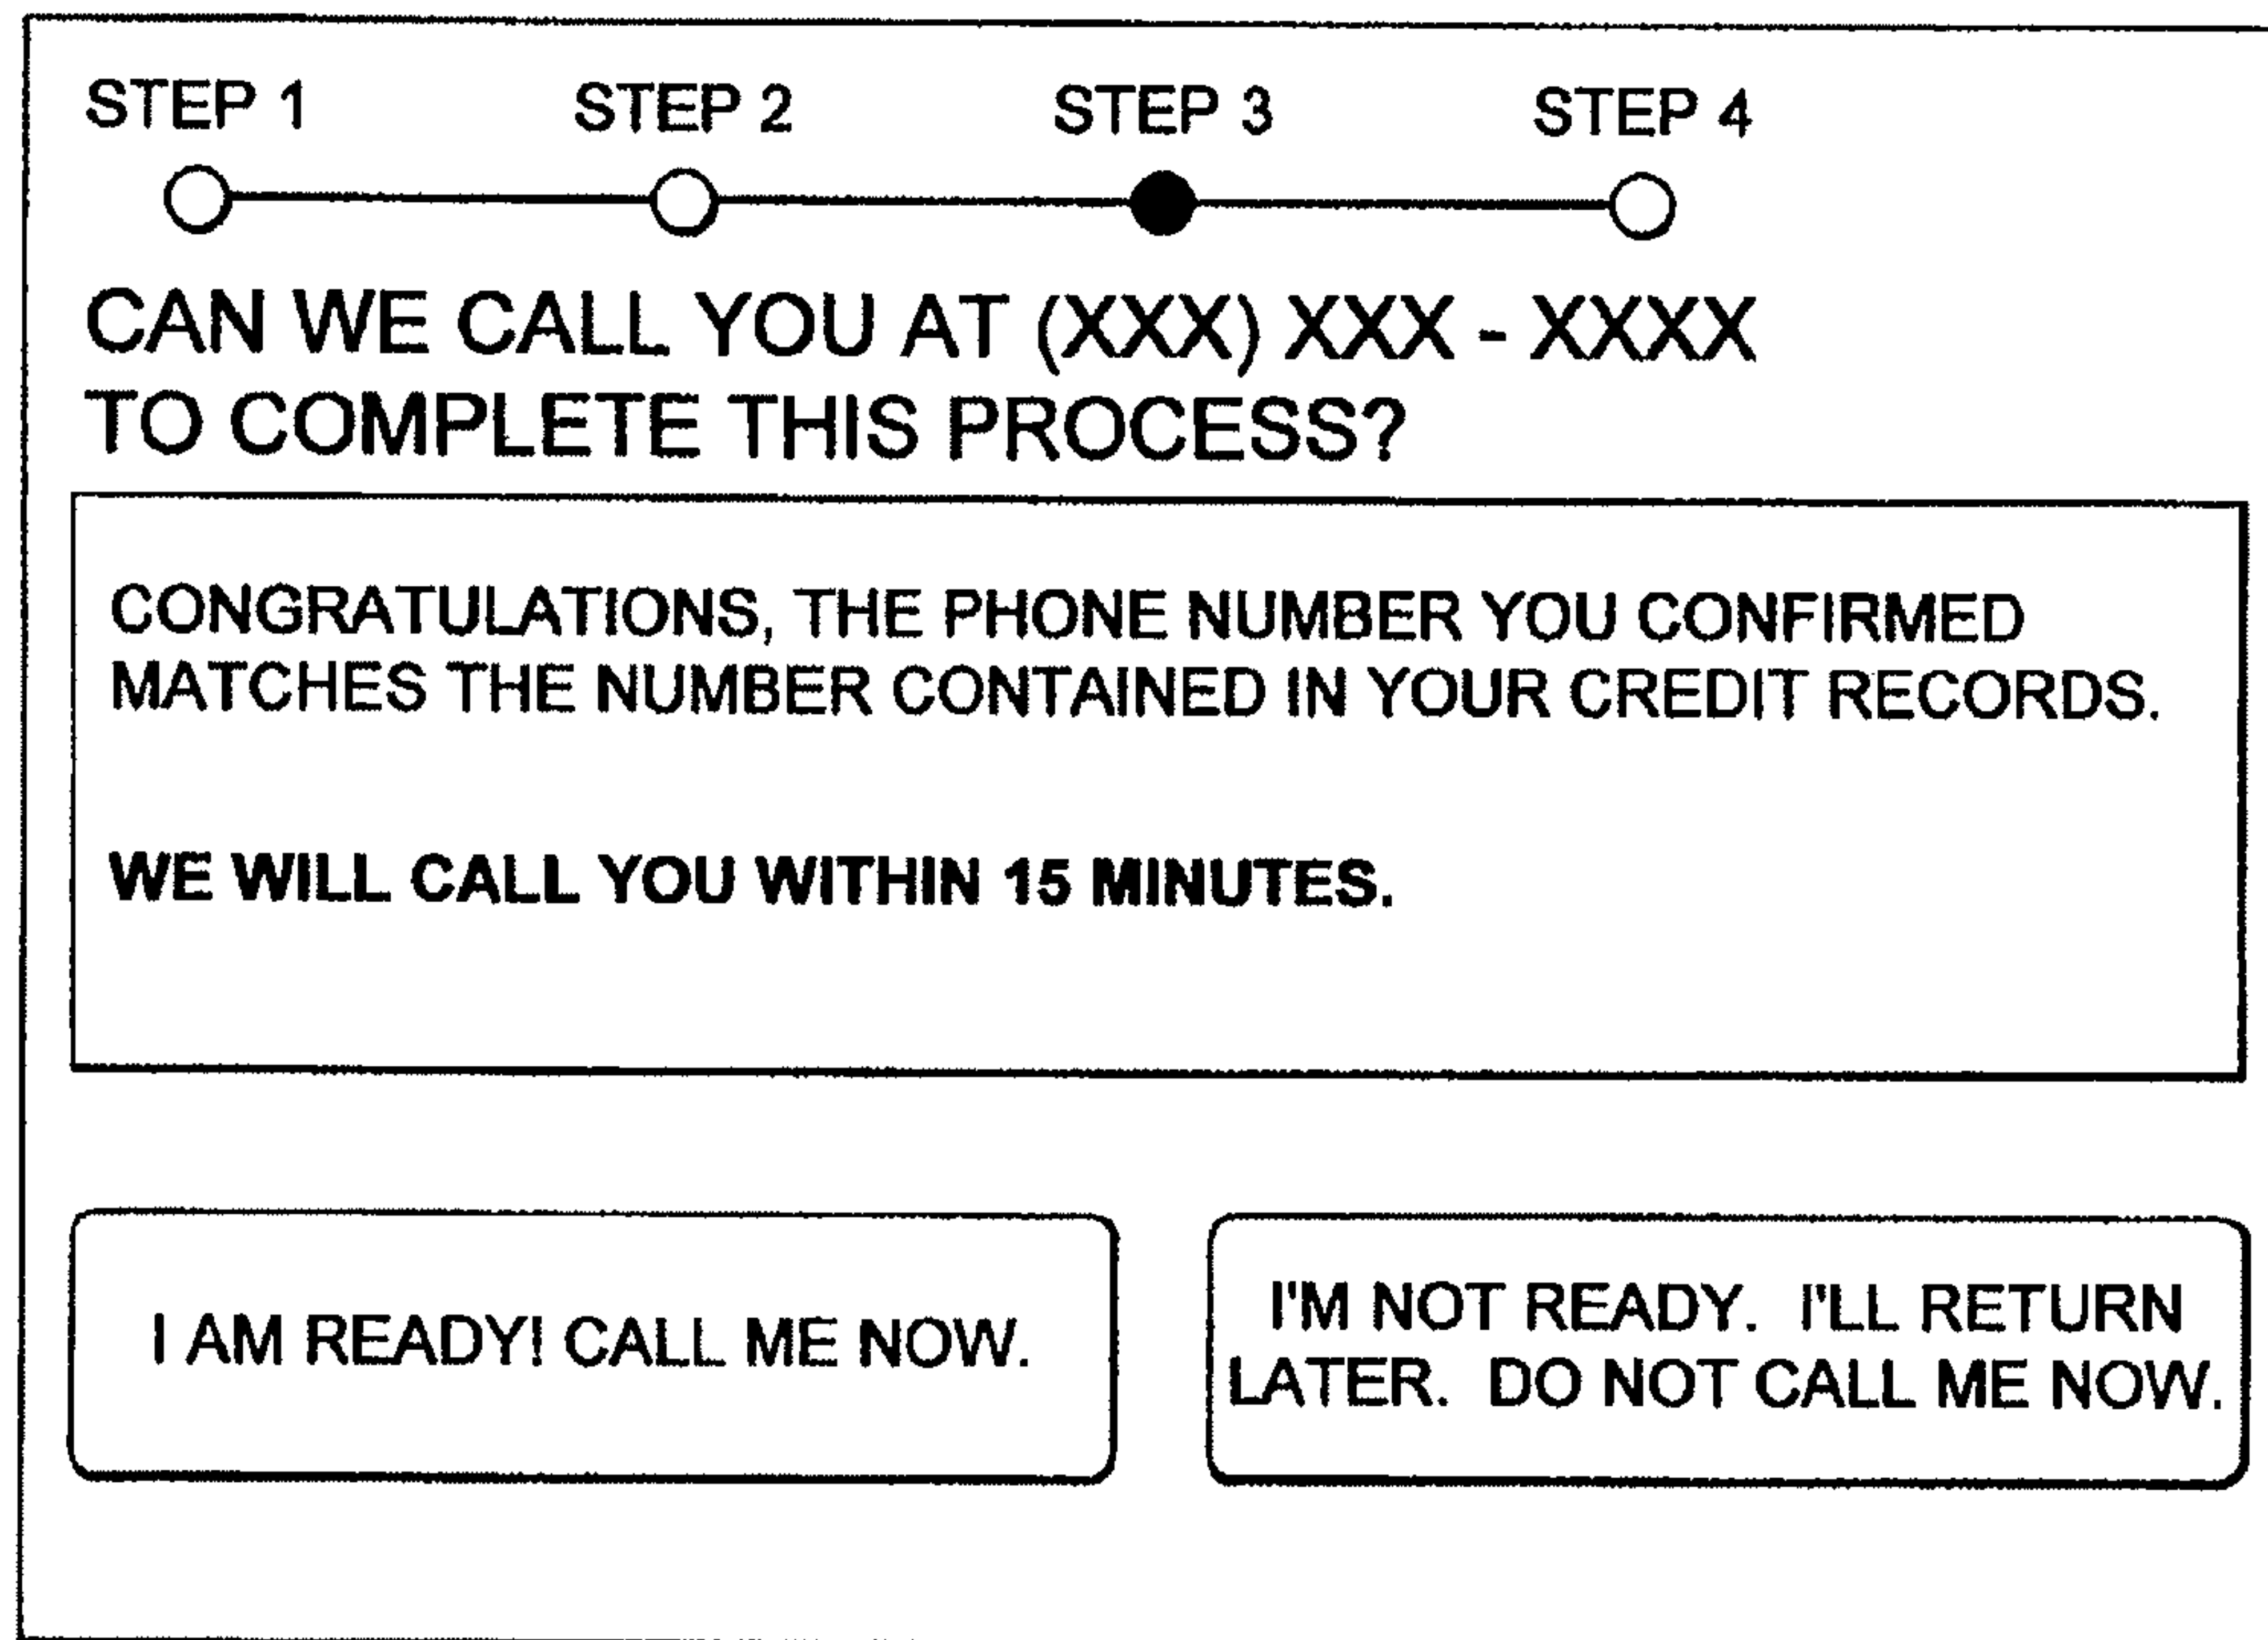 STEP 1 STEP 2 STEP 3 STEP 4
CAN WE CALL YOU AT (XXX) XXX - XXXX
TO COMPLETE THIS PROCESS?
CONGRATULATIONS, THE PHONE NUMBER YOU CONFIRMED
MATCHES THE NUMBER CONTAINED IN YOUR CREDIT RECORDS.
WE WILL CALL YOU WITHIN 15 MINUTES.
I AM READY! CALL ME NOW.
I'M NOT READY. I'LL RETURN
LATER. DO NOT CALL ME NOW.